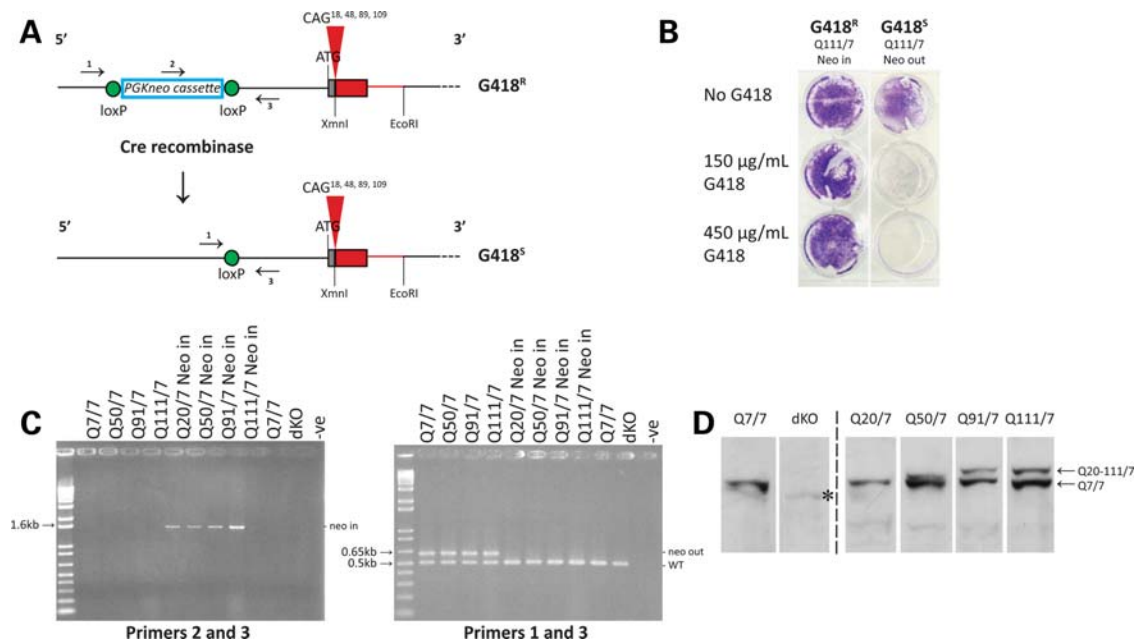 A
5'
CAG18, 48, 89, 109
3'
ATG
1
2
PGKneo cassette
loxP
loxP
3
XmnI
EcoRI
G418R
Cre recombinase
CAG18, 48, 89, 109
5'
ATG
3'
1
loxP
3
XmnI
EcoRI
G418S
B
G418R
Q111/7
Neo in
G418S
Q111/7
Neo out
No G418
150 µg/mL
G418
450 µg/mL
G418
C
Q7/7
Q50/7
Q91/7
Q111/7
Q20/7 Neo in
Q50/7 Neo in
Q91/7 Neo in
Q111/7 Neo in
Q7/7
dKO
-ve
1.6kb
neo in
Primers 2 and 3
Q7/7
Q50/7
Q91/7
Q111/7
Q20/7 Neo in
Q50/7 Neo in
Q91/7 Neo in
Q111/7 Neo in
Q7/7
dKO
-ve
0.65kb
0.5kb
neo out
WT
Primers 1 and 3
D
Q7/7
dKO
Q20/7
Q50/7
Q91/7
Q111/7
*
Q20-111/7
Q7/7